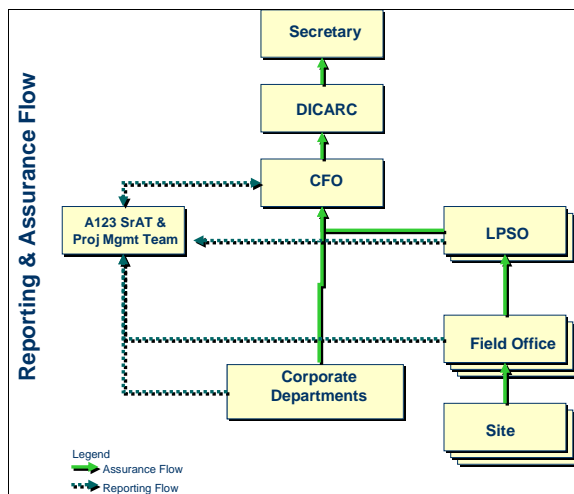 Reporting & Assurance Flow
Secretary
DICARC
CFO
A123 SrAT &
Proj Mgmt Team
LPSO
Field Office
Corporate
Departments
Site
Legend
Assurance Flow
Reporting Flow